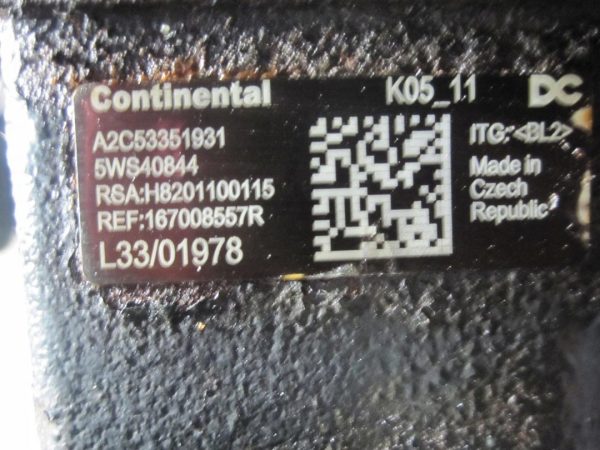 Continental K05_11 DC
A2C53351931
5WS40844
RSA:H8201100115
REF:167008557R
L33/01978
ITG:<BL2>
Made in
Czech
Republic